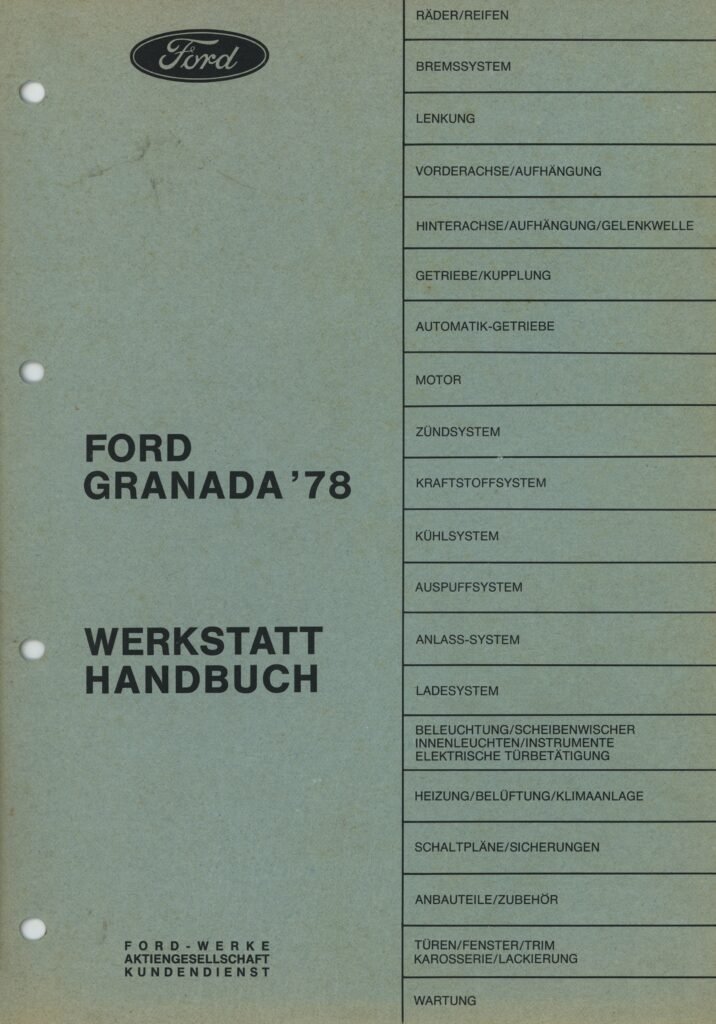 Ford
FORD
GRANADA '78
WERKSTATT
HANDBUCH
FORD-WERKE
AKTIENGESELLSCHAFT
KUNDENDIENST
RÄDER/REIFEN
BREMSSYSTEM
LENKUNG
VORDERACHSE/AUFHÄNGUNG
HINTERACHSE/AUFHÄNGUNG/GELENKWELLE
GETRIEBE/KUPPLUNG
AUTOMATIK-GETRIEBE
MOTOR
ZÜNDSYSTEM
KRAFTSTOFFSYSTEM
KÜHLSYSTEM
AUSPUFFSYSTEM
ANLASS-SYSTEM
LADESYSTEM
BELEUCHTUNG/SCHEIBENWISCHER
INNENLEUCHTEN/INSTRUMENTE
ELEKTRISCHE TÜRBETÄTIGUNG
HEIZUNG/BELÜFTUNG/KLIMAANLAGE
SCHALTPLÄNE/SICHERUNGEN
ANBAUTEILE/ZUBEHÖR
TÜREN/FENSTER/TRIM
KAROSSERIE/LACKIERUNG
WARTUNG